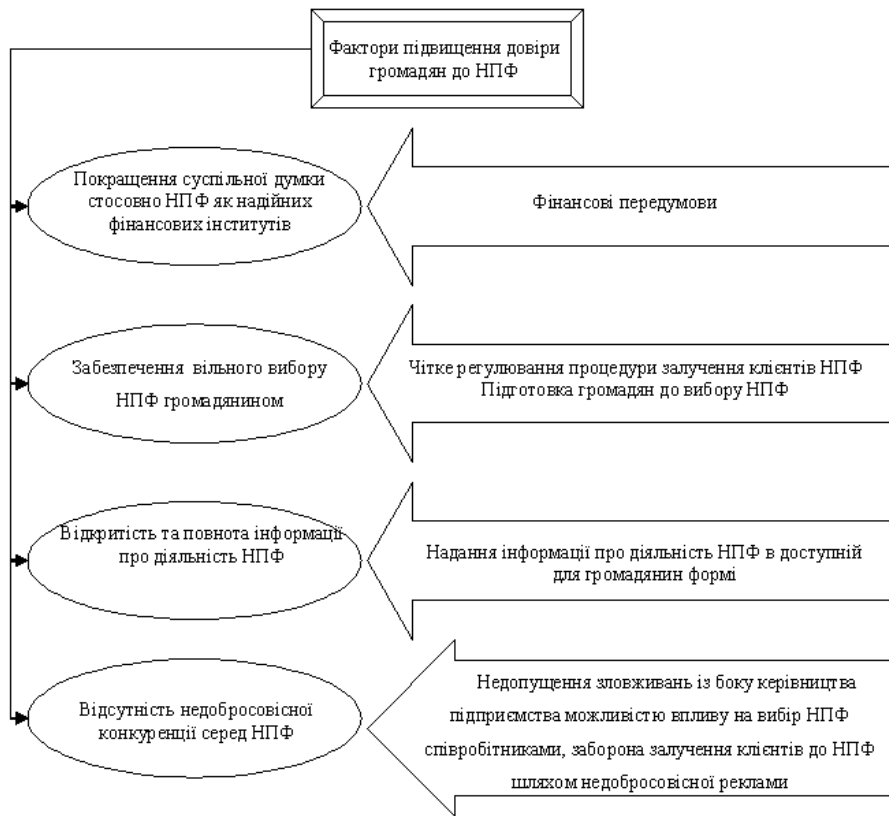 Фактори підвищення довіри
громадян до НПФ
Покращення суспільної думки
стосовно НПФ як надійних
фінансових інститутів
Фінансові передумови
Забезпечення вільного вибору
НПФ громадянином
Чітке регулювання процедури залучення клієнтів НПФ
Підготовка громадян до вибору НПФ
Відкритість та повнота інформації
про діяльність НПФ
Надання інформації про діяльність НПФ в доступній
для громадянин формі
Відсутність недобросовісної
конкуренції серед НПФ
Недопущення зловживань із боку керівництва
підприємства можливістю впливу на вибір НПФ
співробітниками, заборона залучення клієнтів до НПФ
шляхом недобросовісної реклами